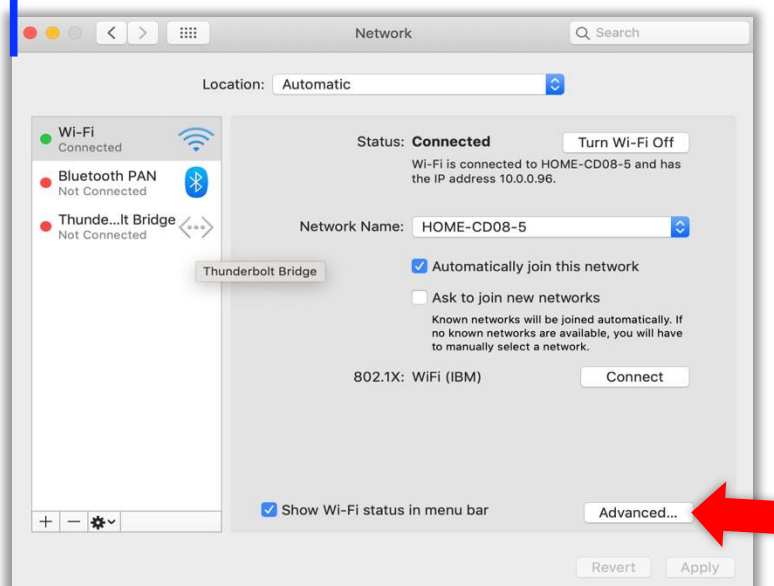 Network
Search
Location: Automatic
Wi-Fi
Connected
Bluetooth PAN
Not Connected
Thunde...lt Bridge
Not Connected
Thunderbolt Bridge
Status: Connected
Turn Wi-Fi Off
Wi-Fi is connected to HOME-CD08-5 and has
the IP address 10.0.0.96.
Network Name: HOME-CD08-5
Automatically join this network
Ask to join new networks
Known networks will be joined automatically. If
no known networks are available, you will have
to manually select a network.
802.1X: WiFi (IBM)
Connect
Show Wi-Fi status in menu bar
Advanced...
Revert
Apply